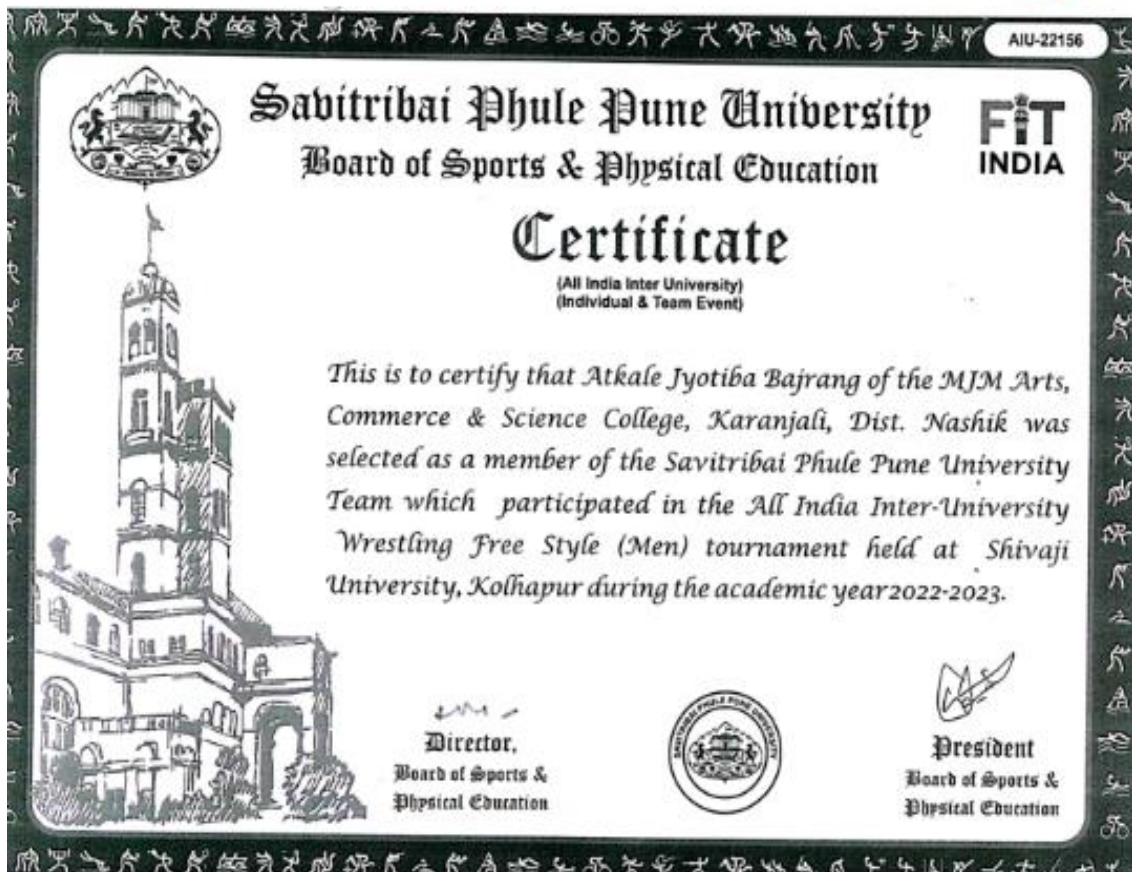 AIU-22156
Savitribai Phule Pune University
FIT
INDIA
Board of Sports & Physical Education
Certificate
(All India Inter University)
(Individual & Team Event)
This is to certify that Atkale Jyotiba Bajrang of the MJM Arts,
Commerce & Science College, Karanjali, Dist. Nashik was
selected as a member of the Savitribai Phule Pune University
Team which participated in the All India Inter-University
Wrestling Free Style (Men) tournament held at Shivaji
University, Kolhapur during the academic year2022-2023.
Director,
Board of Sports &
Physical Education
SAVITRIBAI PHULE PUNE UNIVERSITY
President
Board of Sports &
Physical Education